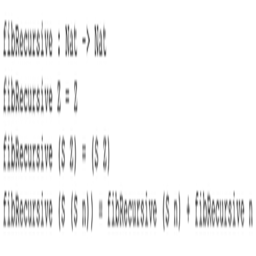 fibRecursive : Nat -> Nat
fibRecursive Z = Z
fibRecursive (S Z) = (S Z)
fibRecursive (S (S n)) = fibRecursive (S n) + fibRecursive n